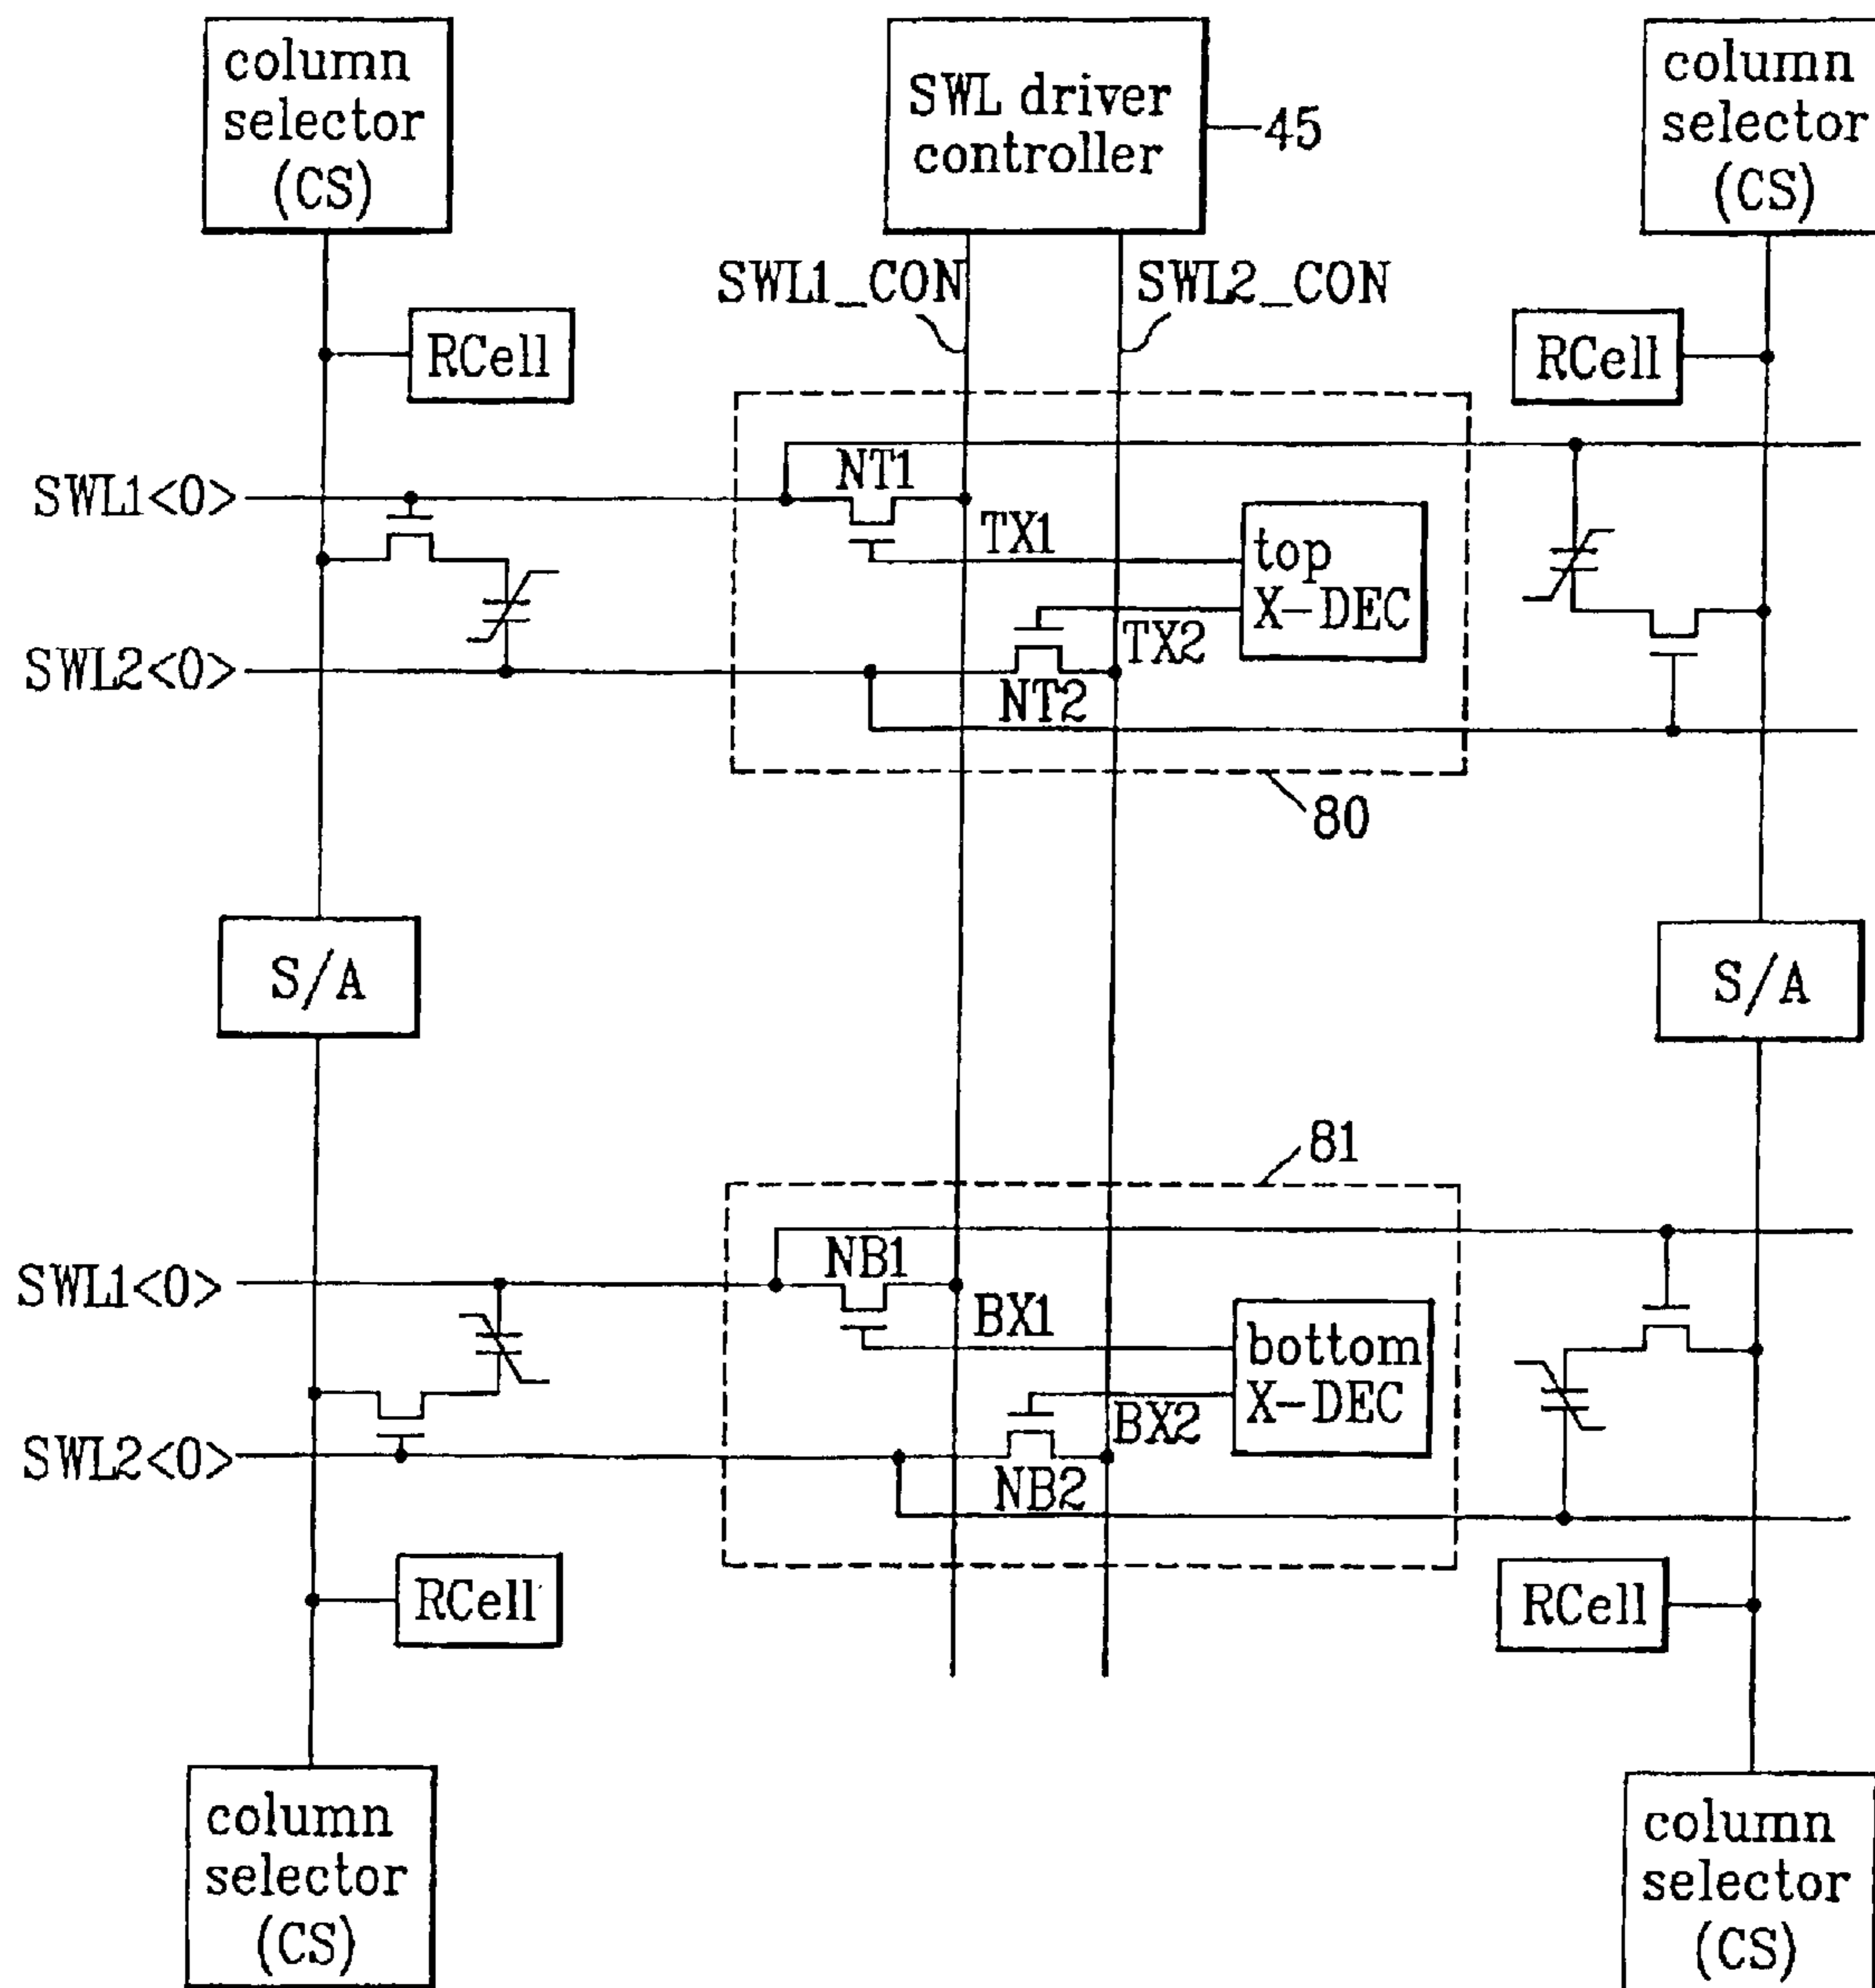 column
selector
(CS)
SWL driver
controller
45
column
selector
(CS)
SWL1_CON
SWL2_CON
RCell
RCell
SWL1<0>
NT1
TX1
top
X-DEC
TX2
SWL2<0>
NT2
80
S/A
S/A
81
SWL1<0>
NB1
BX1
bottom
X-DEC
BX2
SWL2<0>
NB2
RCell
RCell
column
selector
(CS)
column
selector
(CS)